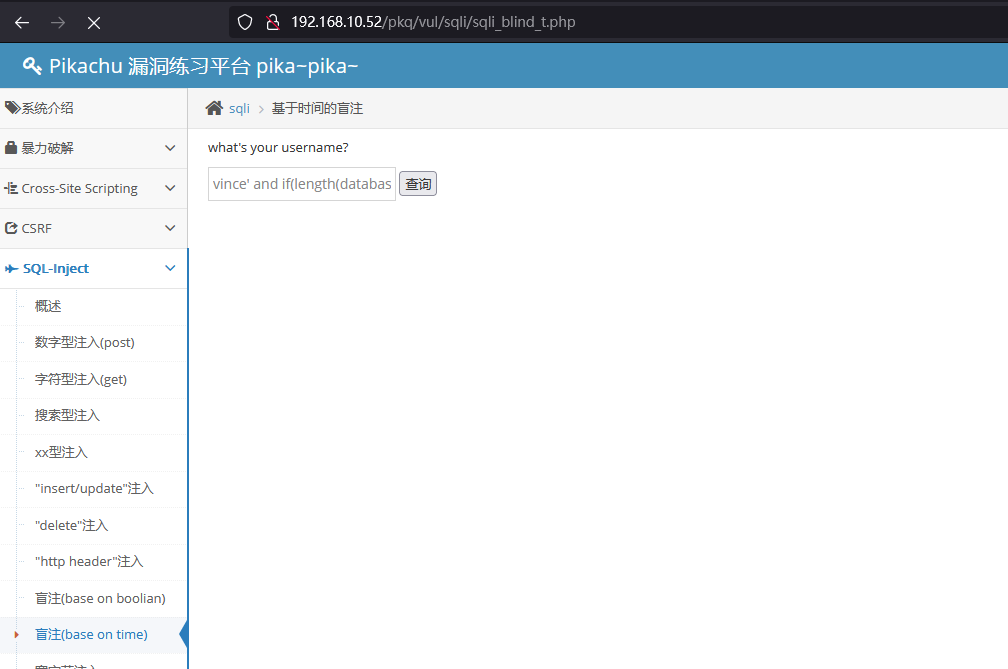 192.168.10.52/pkq/vul/sqli/sqli_blind_t.php
Pikachu 漏洞练习平台 pika~pika~
系统介绍
暴力破解
Cross-Site Scripting
CSRF
SQL-Inject
概述
数字型注入(post)
字符型注入(get)
搜索型注入
xx型注入
"insert/update"注入
"delete"注入
"http header"注入
盲注(base on boolian)
盲注(base on time)
sqli > 基于时间的盲注
what's your username?
vince' and if(length(databas 查询